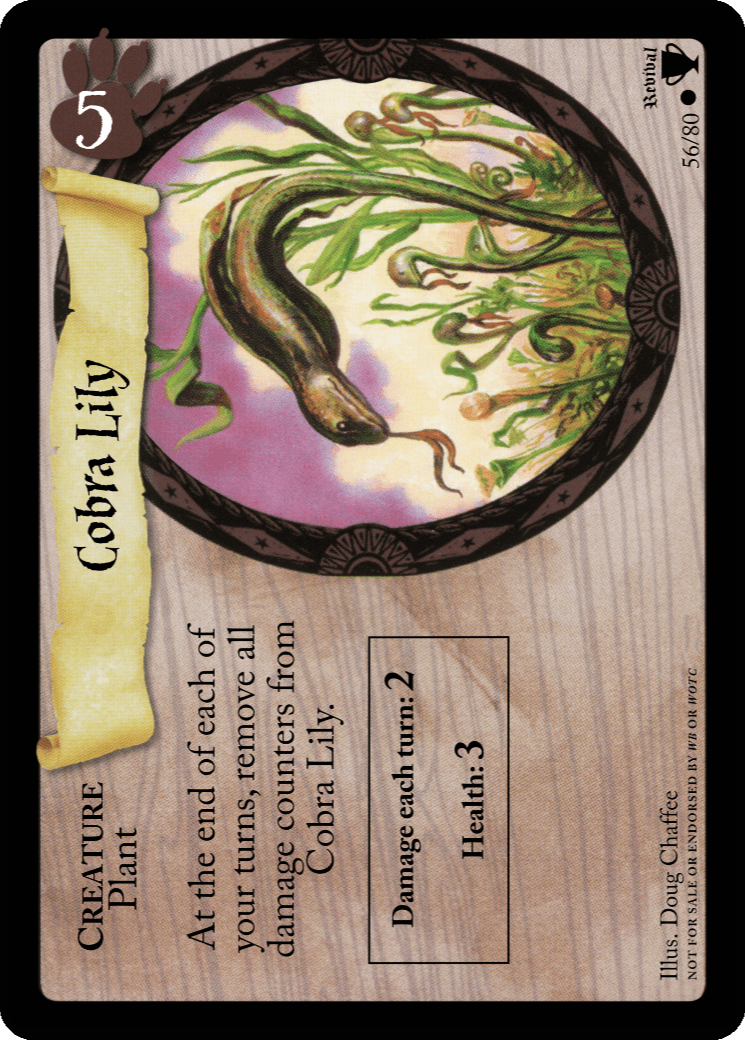 5
Cobra Lily
CREATURE
Plant
At the end of each of
your turns, remove all
damage counters from
Cobra Lily.
Damage each turn: 2
Health: 3
Illus. Doug Chaffee
NOT FOR SALE OR ENDORSED BY WB OR WOTC
Revival
56/80